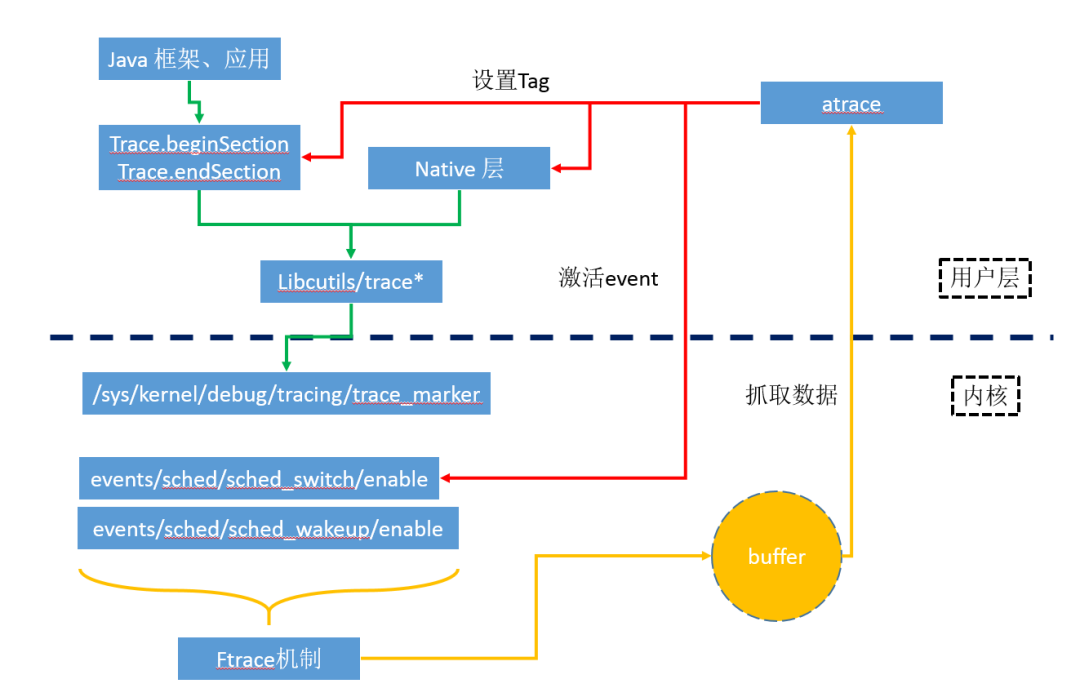 Java 框架、应用
设置Tag
atrace
Trace.beginSection
Trace.endSection
Native 层
Libcutils/trace*
激活event
用户层
/sys/kernel/debug/tracing/trace_marker
抓取数据
内核
events/sched/sched_switch/enable
events/sched/sched_wakeup/enable
buffer
Ftrace机制